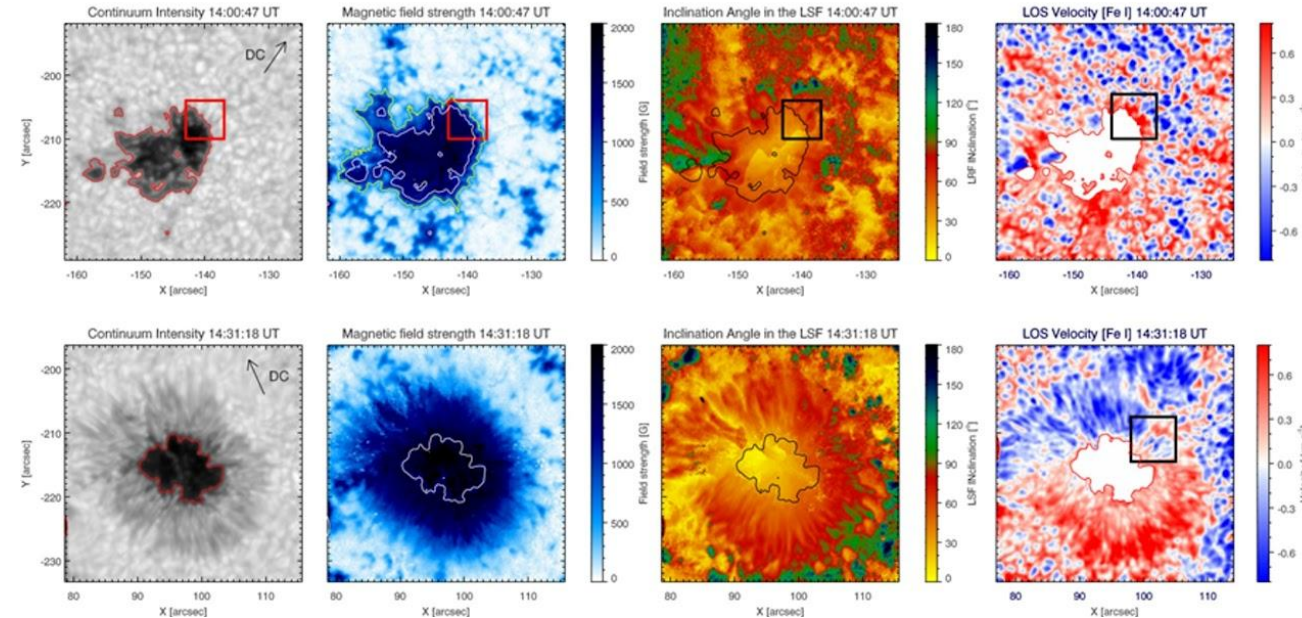 Continuum Intensity 14:00:47 UT
Magnetic field strength 14:00:47 UT
Inclination Angle in the LSF 14:00:47 UT
LOS Velocity [Fe I] 14:00:47 UT
DC
-200
-210
-220
Y [arcsec]
-160 -150 -140 -130
X [arcsec]
-160 -150 -140 -130
X [arcsec]
2000
1500
1000
500
0
Field strength [G]
-160 -150 -140 -130
X [arcsec]
180
150
120
90
60
30
0
LRF INclination [°]
-160 -150 -140 -130
X [arcsec]
0.6
0.3
0.0
-0.3
-0.6
Continuum Intensity 14:31:18 UT
Magnetic field strength 14:31:18 UT
Inclination Angle in the LSF 14:31:18 UT
LOS Velocity [Fe I] 14:31:18 UT
DC
-200
-210
-220
-230
Y [arcsec]
80 90 100 110
X [arcsec]
80 90 100 110
X [arcsec]
2000
1500
1000
500
0
Field strength [G]
80 90 100 110
X [arcsec]
180
150
120
90
60
30
0
LSF INclination [°]
80 90 100 110
X [arcsec]
0.6
0.3
0.0
-0.3
-0.6